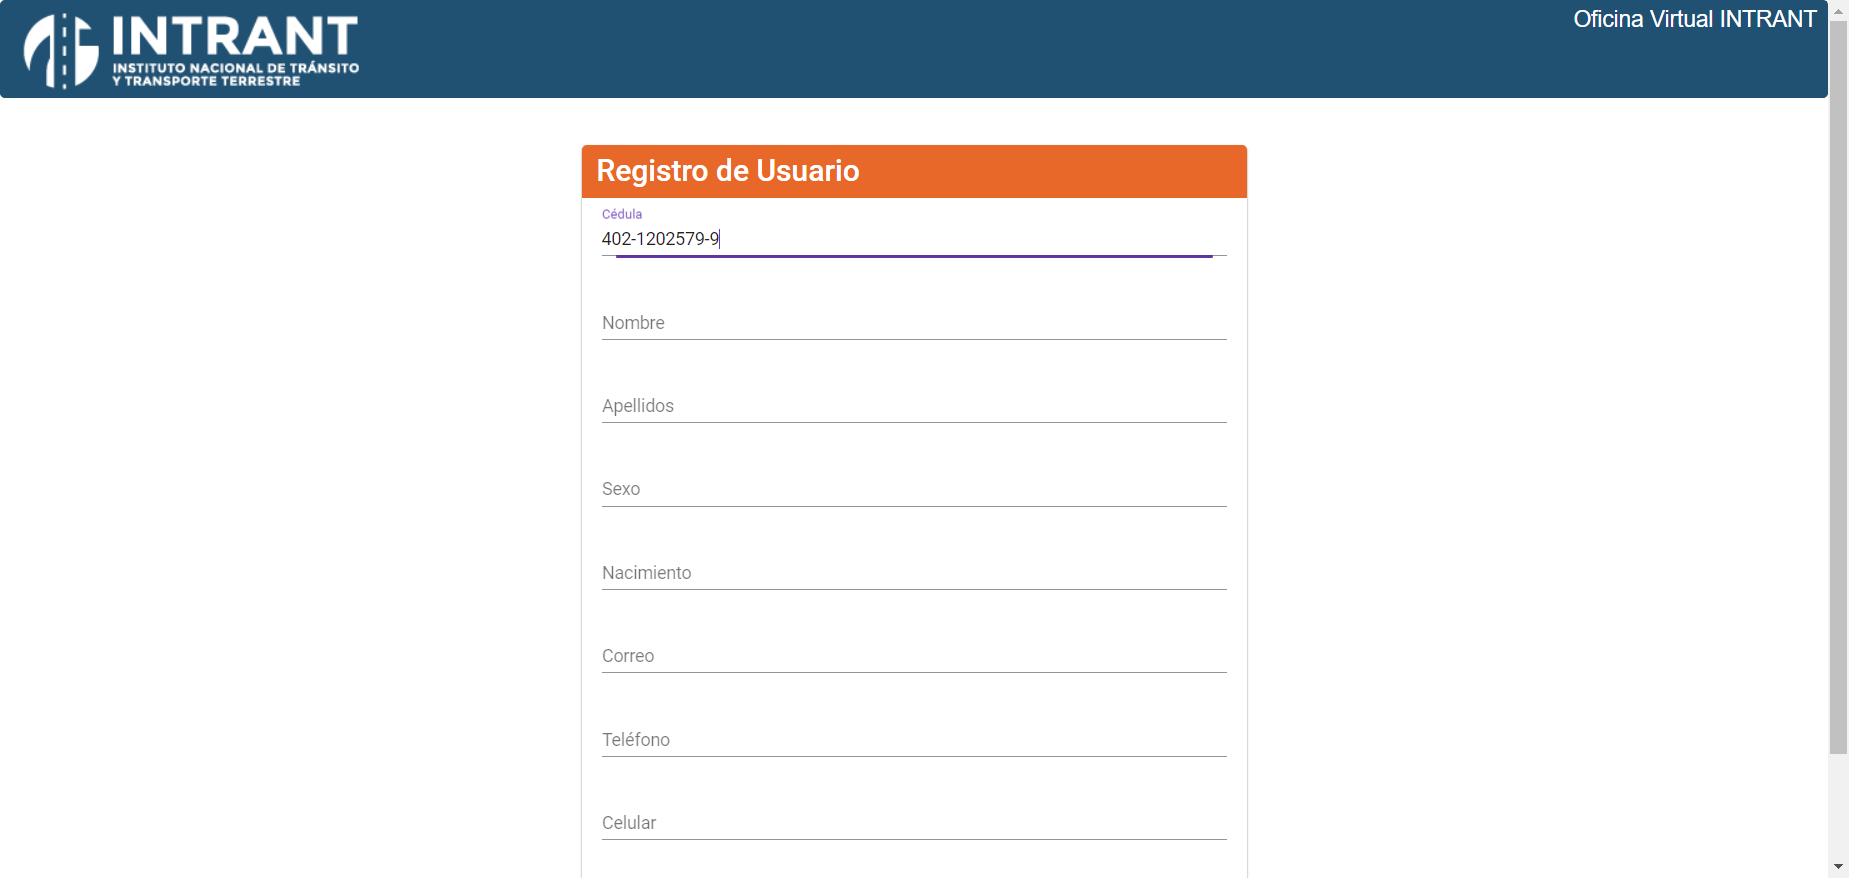 INTRANT
INSTITUTO NACIONAL DE TRÁNSITO
Y TRANSPORTE TERRESTRE
Oficina Virtual INTRANT
Registro de Usuario
Cédula
402-1202579-9
Nombre
Apellidos
Sexo
Nacimiento
Correo
Teléfono
Celular